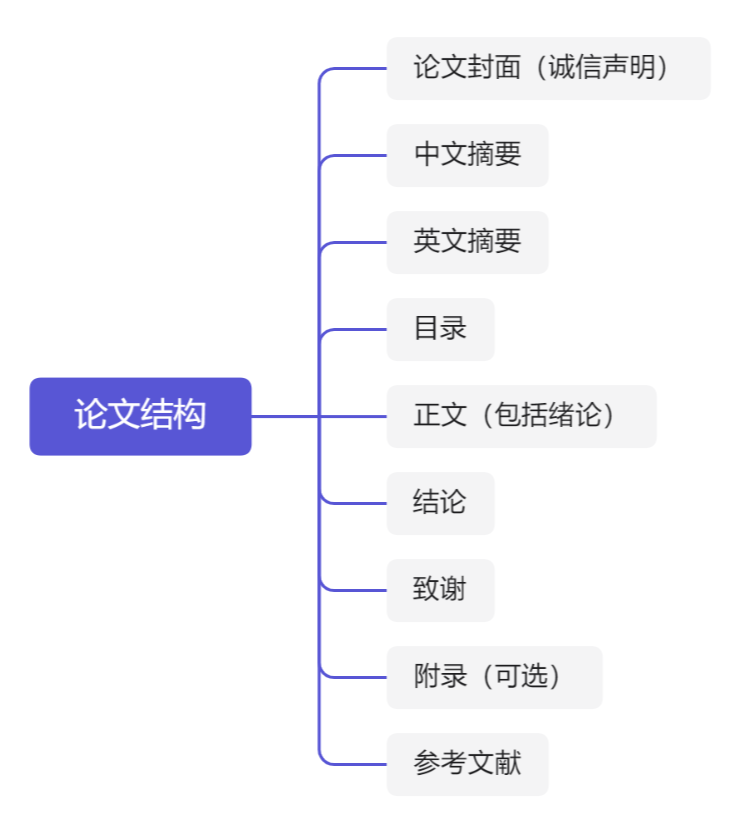 论文封面（诚信声明）
中文摘要
英文摘要
目录
论文结构
正文（包括绪论）
结论
致谢
附录（可选）
参考文献